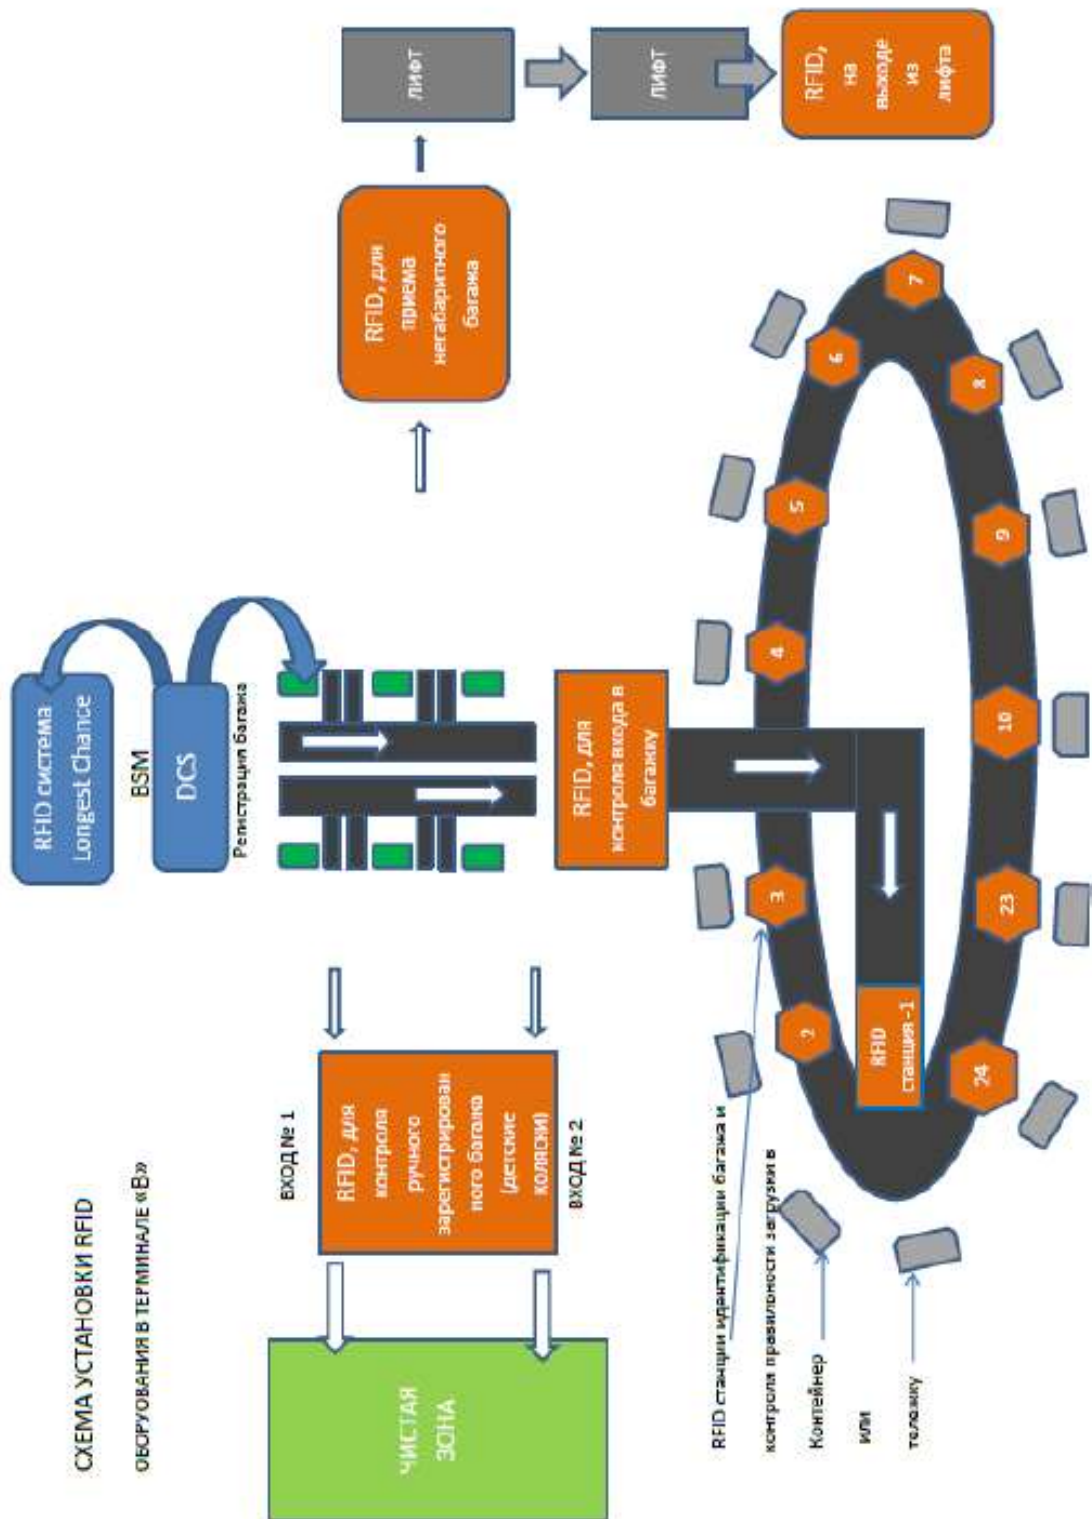 СХЕМА УСТАНОВКИ RFID
ОБОРУОВАНИЯ В ТЕРМИНАЛЕ «В»
RFID система
Longest Chance
BSM
DCS
Регистрация багажа
ЧИСТАЯ
ЗОНА
ВХОД № 1
RFID, для
контроля
ручного
зарегистрирован
ного багажа
(детские
коляски)
ВХОД № 2
RFID, для
приема
негабаритного
багажа
ЛИФТ
ЛИФТ
RFID,
на
выходе
из
лифта
RFID, для
контроля входа в
багажку
RFID станции идентификации багажа и
контроля правильности загрузки в
Контейнер
или
тележку
RFID
станция -1
2
3
4
5
6
7
8
9
10
23
24